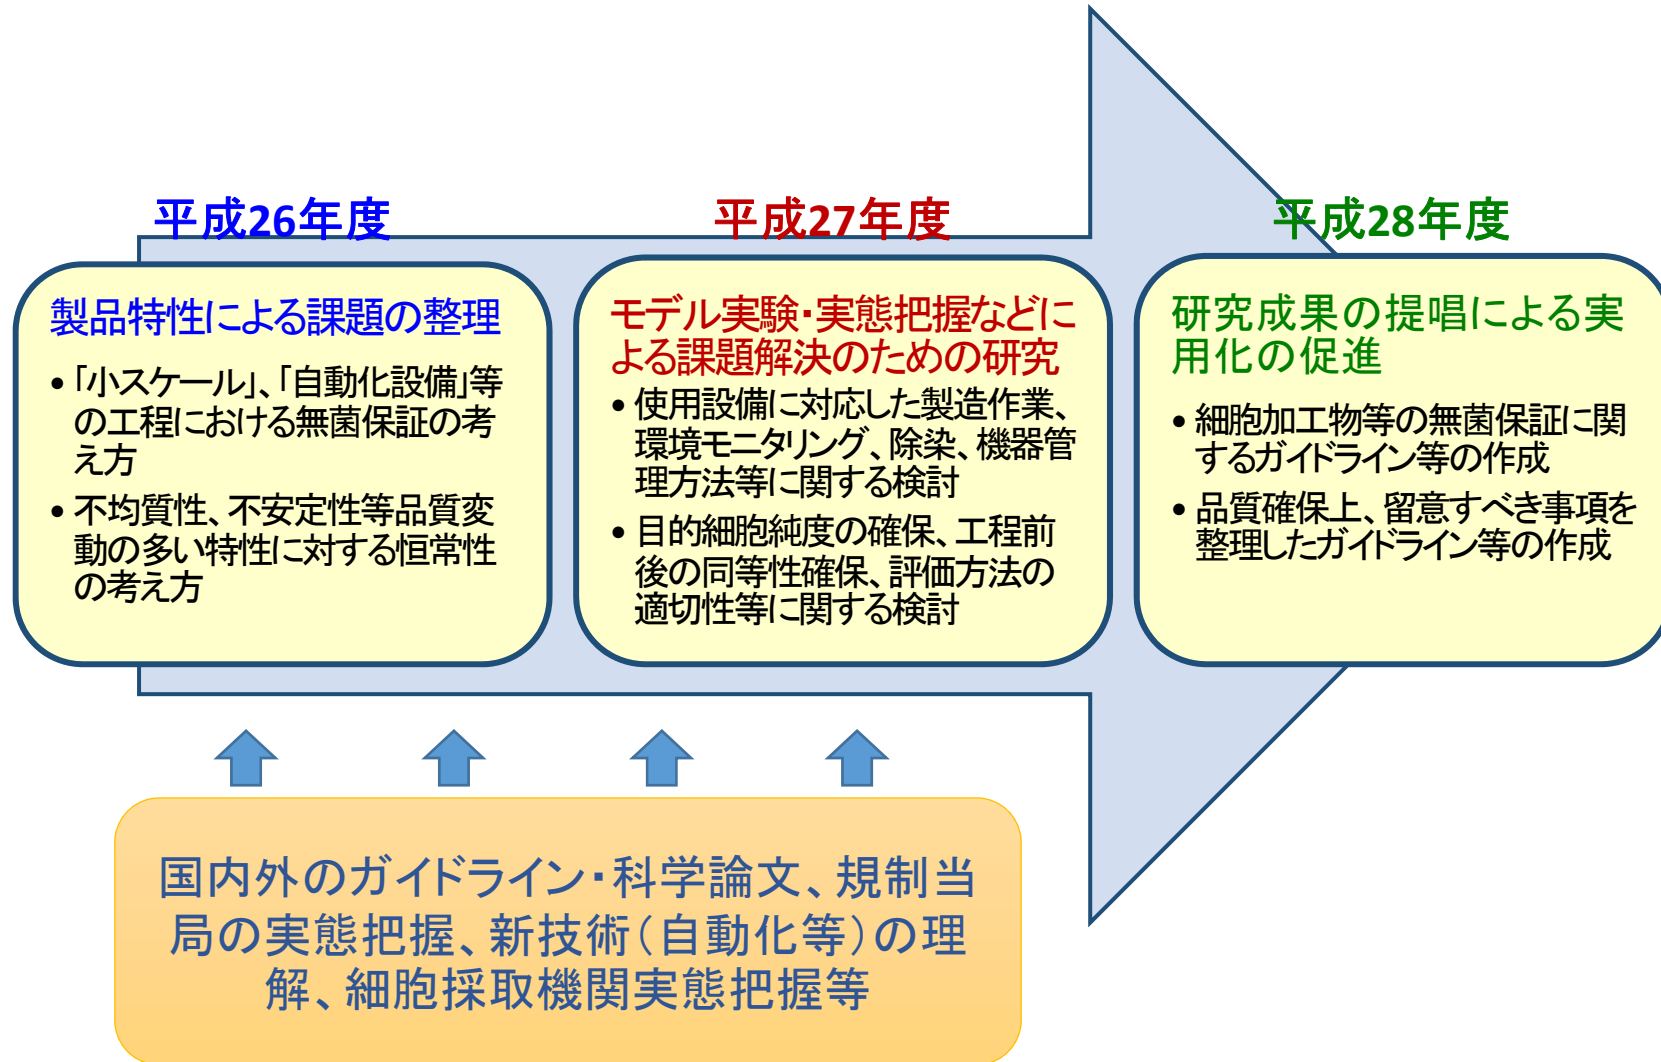 平成26年度
製品特性による課題の整理
• 「小スケール」、「自動化設備」等
の工程における無菌保証の考
え方
• 不均質性、不安定性等品質変
動の多い特性に対する恒常性
の考え方
平成27年度
モデル実験・実態把握などに
よる課題解決のための研究
• 使用設備に対応した製造作業、
環境モニタリング、除染、機器管
理方法等に関する検討
• 目的細胞純度の確保、工程前
後の同等性確保、評価方法の
適切性等に関する検討
平成28年度
研究成果の提唱による実
用化の促進
• 細胞加工物等の無菌保証に関
するガイドライン等の作成
• 品質確保上、留意すべき事項を
整理したガイドライン等の作成
国内外のガイドライン・科学論文、規制当
局の実態把握、新技術（自動化等）の理
解、細胞採取機関実態把握等